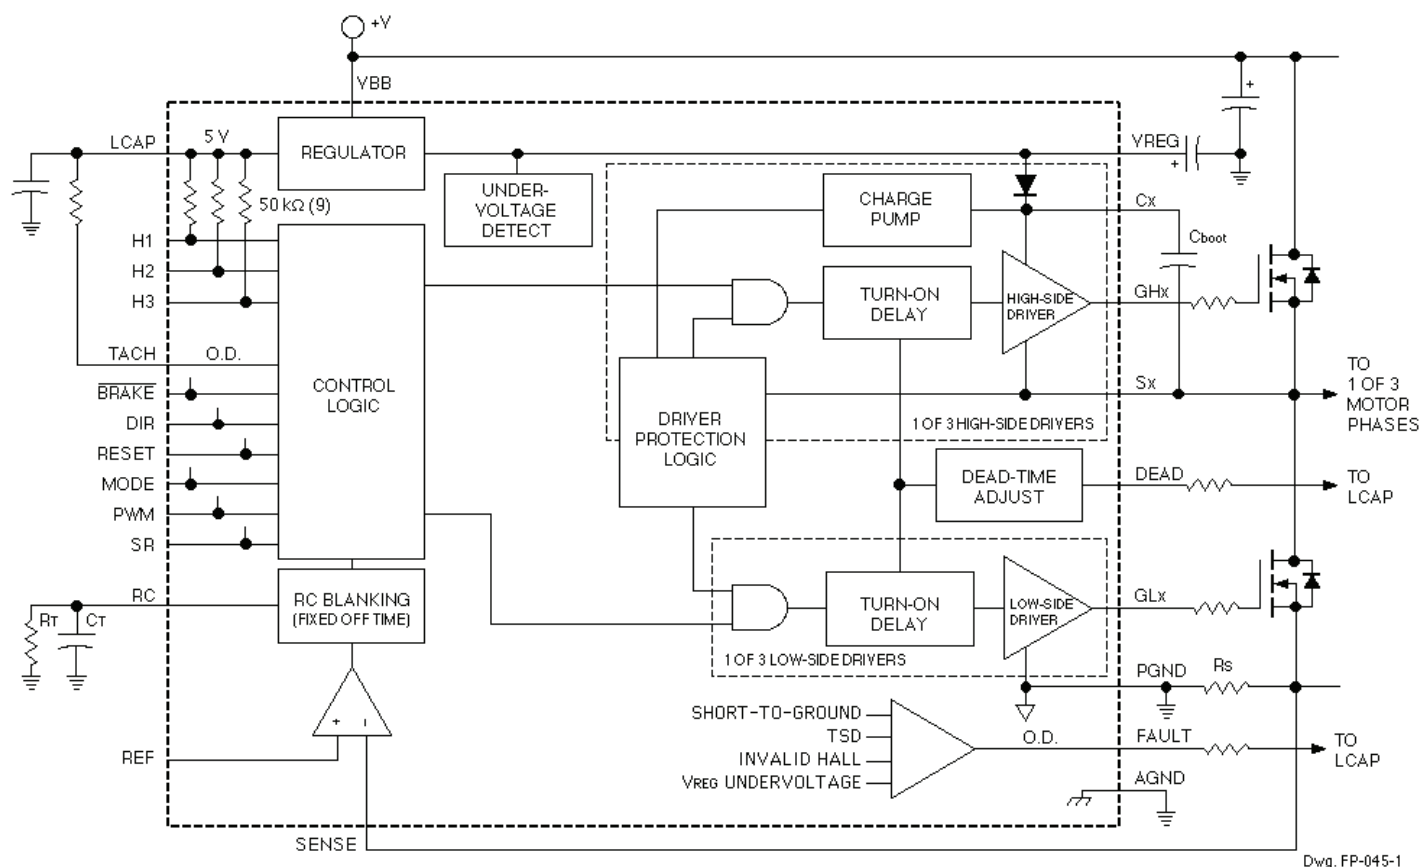 +V
VBB
LCAP
5 V
REGULATOR
VREG
50 kΩ (9)
UNDER-
VOLTAGE
DETECT
CHARGE
PUMP
Cx
Cboot
H1
H2
H3
TURN-ON
DELAY
HIGH-SIDE
DRIVER
GHx
TACH
O.D.
CONTROL
LOGIC
BRAKE
DIR
RESET
MODE
PWM
SR
DRIVER
PROTECTION
LOGIC
Sx
1 OF 3 HIGH-SIDE DRIVERS
TO
1 OF 3
MOTOR
PHASES
DEAD-TIME
ADJUST
DEAD
TO
LCAP
RC
RT
CT
RC BLANKING
(FIXED OFF TIME)
TURN-ON
DELAY
LOW-SIDE
DRIVER
GLx
1 OF 3 LOW-SIDE DRIVERS
PGND
RS
+
–
REF
SHORT-TO-GROUND
TSD
INVALID HALL
VREG UNDERVOLTAGE
O.D.
FAULT
TO
LCAP
AGND
SENSE
Dwg. FP-045-1